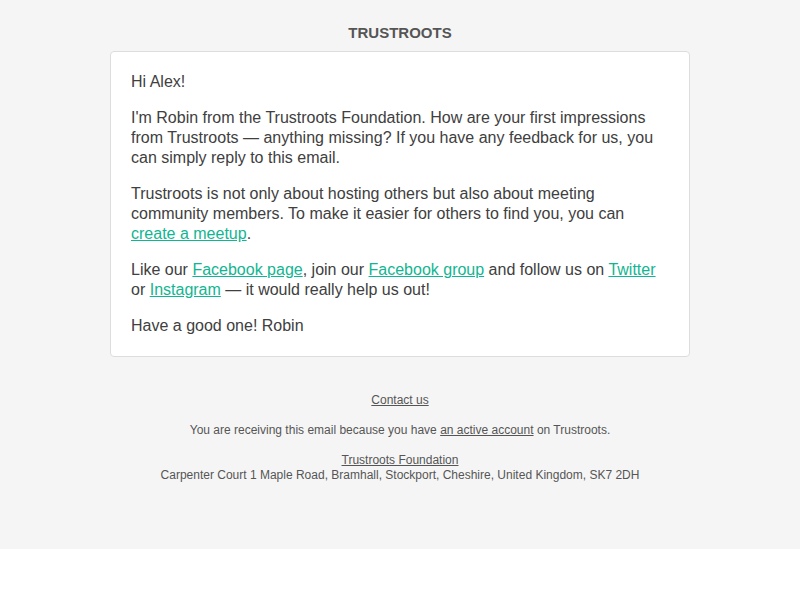 TRUSTROOTS
Hi Alex!
I'm Robin from the Trustroots Foundation. How are your first impressions
from Trustroots — anything missing? If you have any feedback for us, you
can simply reply to this email.
Trustroots is not only about hosting others but also about meeting
community members. To make it easier for others to find you, you can
create a meetup.
Like our Facebook page, join our Facebook group and follow us on Twitter
or Instagram — it would really help us out!
Have a good one! Robin
Contact us
You are receiving this email because you have an active account on Trustroots.
Trustroots Foundation
Carpenter Court 1 Maple Road, Bramhall, Stockport, Cheshire, United Kingdom, SK7 2DH